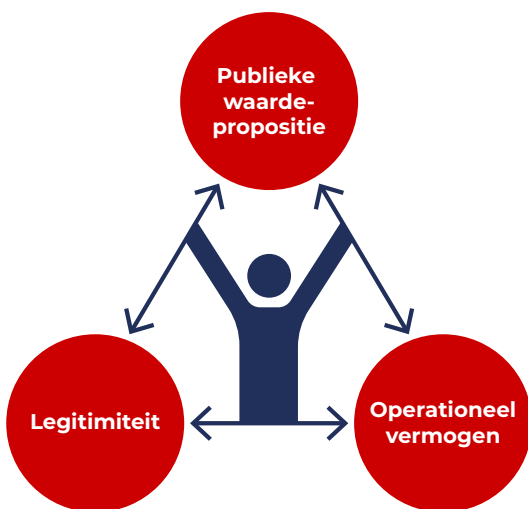 Publieke
waarde-
propositie
Legitimiteit
Operationeel
vermogen